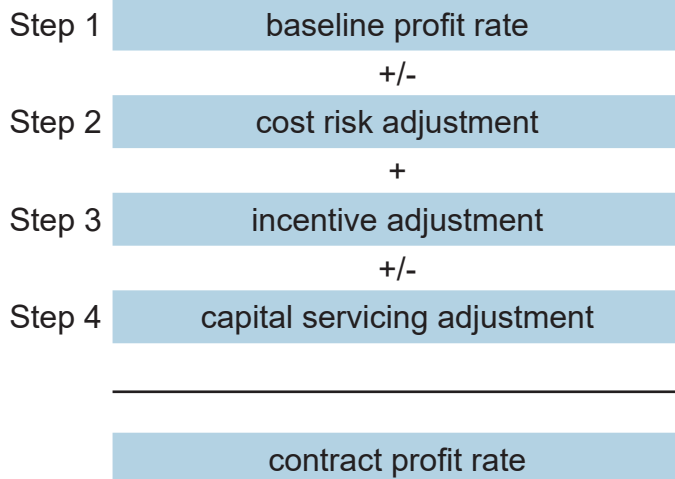 Step 1 baseline profit rate
+/-
Step 2 cost risk adjustment
+
Step 3 incentive adjustment
+/-
Step 4 capital servicing adjustment
contract profit rate